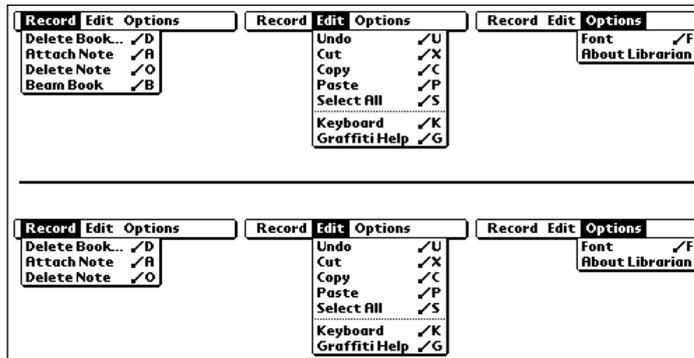 Record Edit Options
Delete Book... ✓D
Attach Note ✓A
Delete Note ✓O
Beam Book ✓B
Record Edit Options
Undo ✓U
Cut ✓X
Copy ✓C
Paste ✓P
Select All ✓S
Keyboard ✓K
Graffiti Help ✓G
Record Edit Options
Font ✓F
About Librarian
Record Edit Options
Delete Book... ✓D
Attach Note ✓A
Delete Note ✓O
Record Edit Options
Undo ✓U
Cut ✓X
Copy ✓C
Paste ✓P
Select All ✓S
Keyboard ✓K
Graffiti Help ✓G
Record Edit Options
Font ✓F
About Librarian